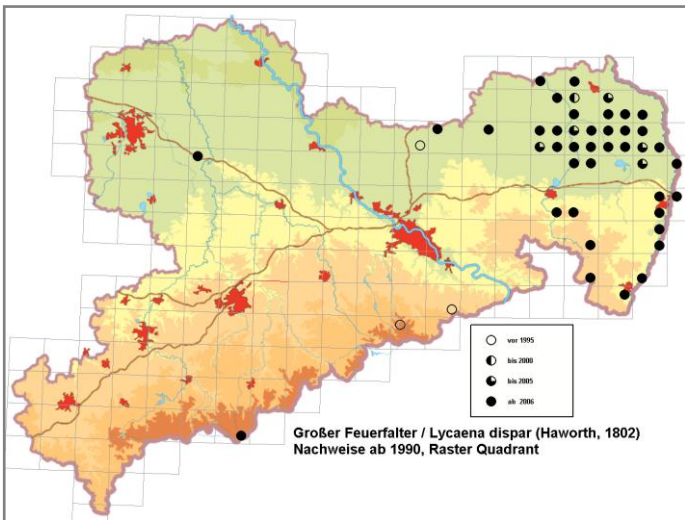 vor 1995
bis 2000
bis 2005
ab 2006
Großer Feuerfalter / Lycaena dispar (Haworth, 1802)
Nachweise ab 1990, Raster Quadrant